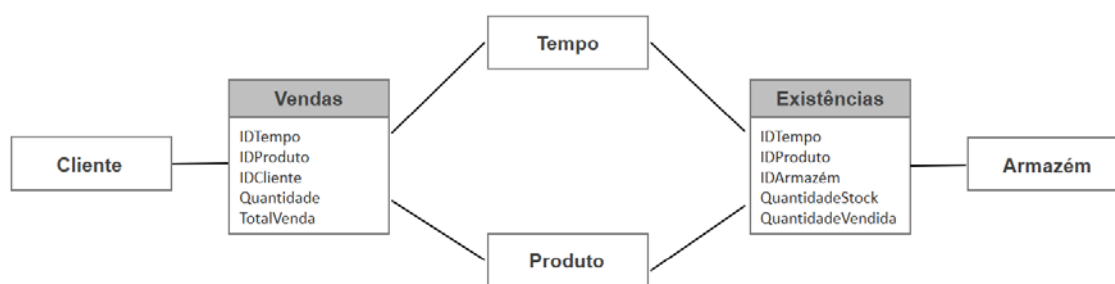 Tempo
Vendas
IDTempo
IDProduto
IDCliente
Quantidade
TotalVenda
Existências
IDTempo
IDProduto
IDArmazém
QuantidadeStock
QuantidadeVendida
Cliente
Armazém
Produto